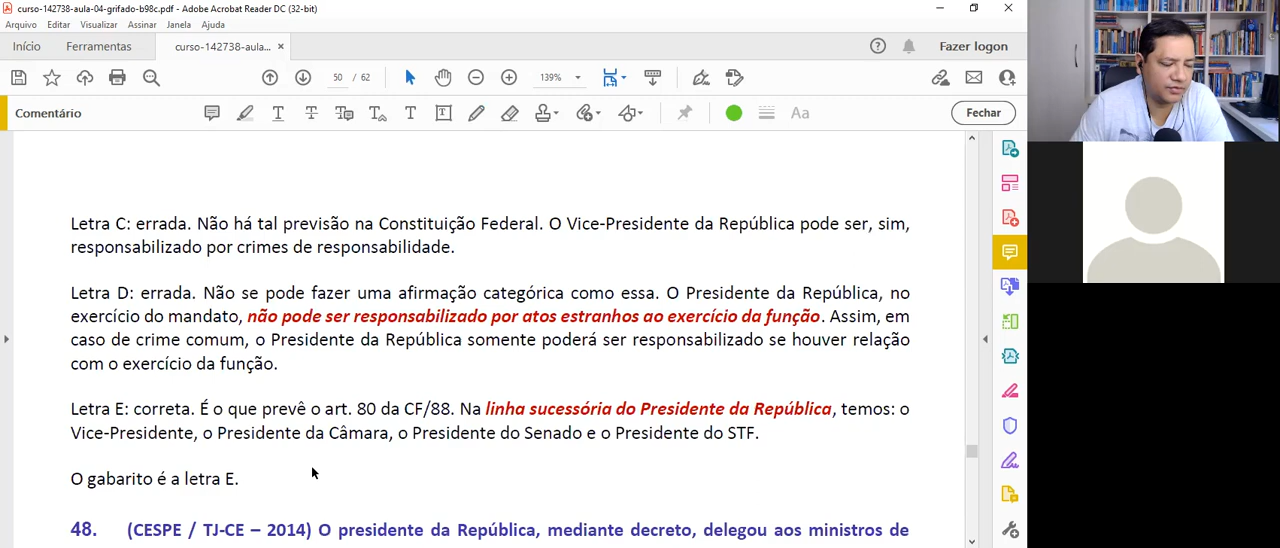 curso-142738-aula-04-grifado-b98c.pdf - Adobe Acrobat Reader DC (32-bit)
Arquivo Editar Visualizar Assinar Janela Ajuda
Início Ferramentas curso-142738-aula... × Fazer logon
50 / 62 139%
Comentário Aa Fechar
Letra C: errada. Não há tal previsão na Constituição Federal. O Vice-Presidente da República pode ser, sim,
responsabilizado por crimes de responsabilidade.
Letra D: errada. Não se pode fazer uma afirmação categórica como essa. O Presidente da República, no
exercício do mandato, não pode ser responsabilizado por atos estranhos ao exercício da função. Assim, em
caso de crime comum, o Presidente da República somente poderá ser responsabilizado se houver relação
com o exercício da função.
Letra E: correta. É o que prevê o art. 80 da CF/88. Na linha sucessória do Presidente da República, temos: o
Vice-Presidente, o Presidente da Câmara, o Presidente do Senado e o Presidente do STF.
O gabarito é a letra E.
48. (CESPE / TJ-CE – 2014) O presidente da República, mediante decreto, delegou aos ministros de